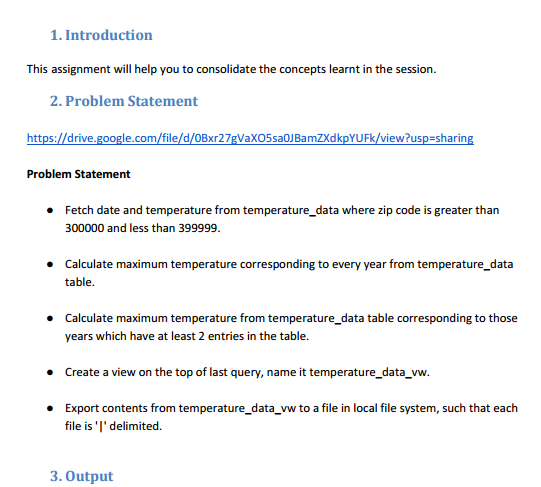 1. Introduction
This assignment will help you to consolidate the concepts learnt in the session.
2. Problem Statement
https://drive.google.com/file/d/0Bxr27gVaXO5sa0JBamZXdkpYUFk/view?usp=sharing
Problem Statement
● Fetch date and temperature from temperature_data where zip code is greater than
300000 and less than 399999.
● Calculate maximum temperature corresponding to every year from temperature_data
table.
● Calculate maximum temperature from temperature_data table corresponding to those
years which have at least 2 entries in the table.
● Create a view on the top of last query, name it temperature_data_vw.
● Export contents from temperature_data_vw to a file in local file system, such that each
file is '|' delimited.
3. Output